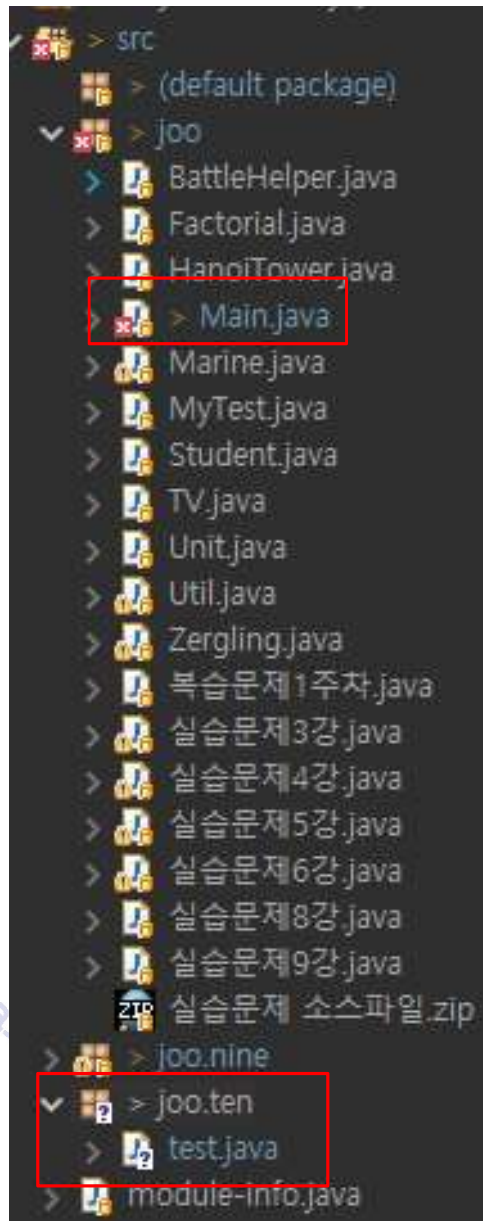 > src
> (default package)
> joo
BattleHelper.java
Factorial.java
HanoiTower.java
> Main.java
Marine.java
MyTest.java
Student.java
TV.java
Unit.java
Util.java
Zergling.java
복습문제1주차.java
실습문제3강.java
실습문제4강.java
실습문제5강.java
실습문제6강.java
실습문제8강.java
실습문제9강.java
ZIP 실습문제 소스파일.zip
> joo.nine
> joo.ten
test.java
module-info.java